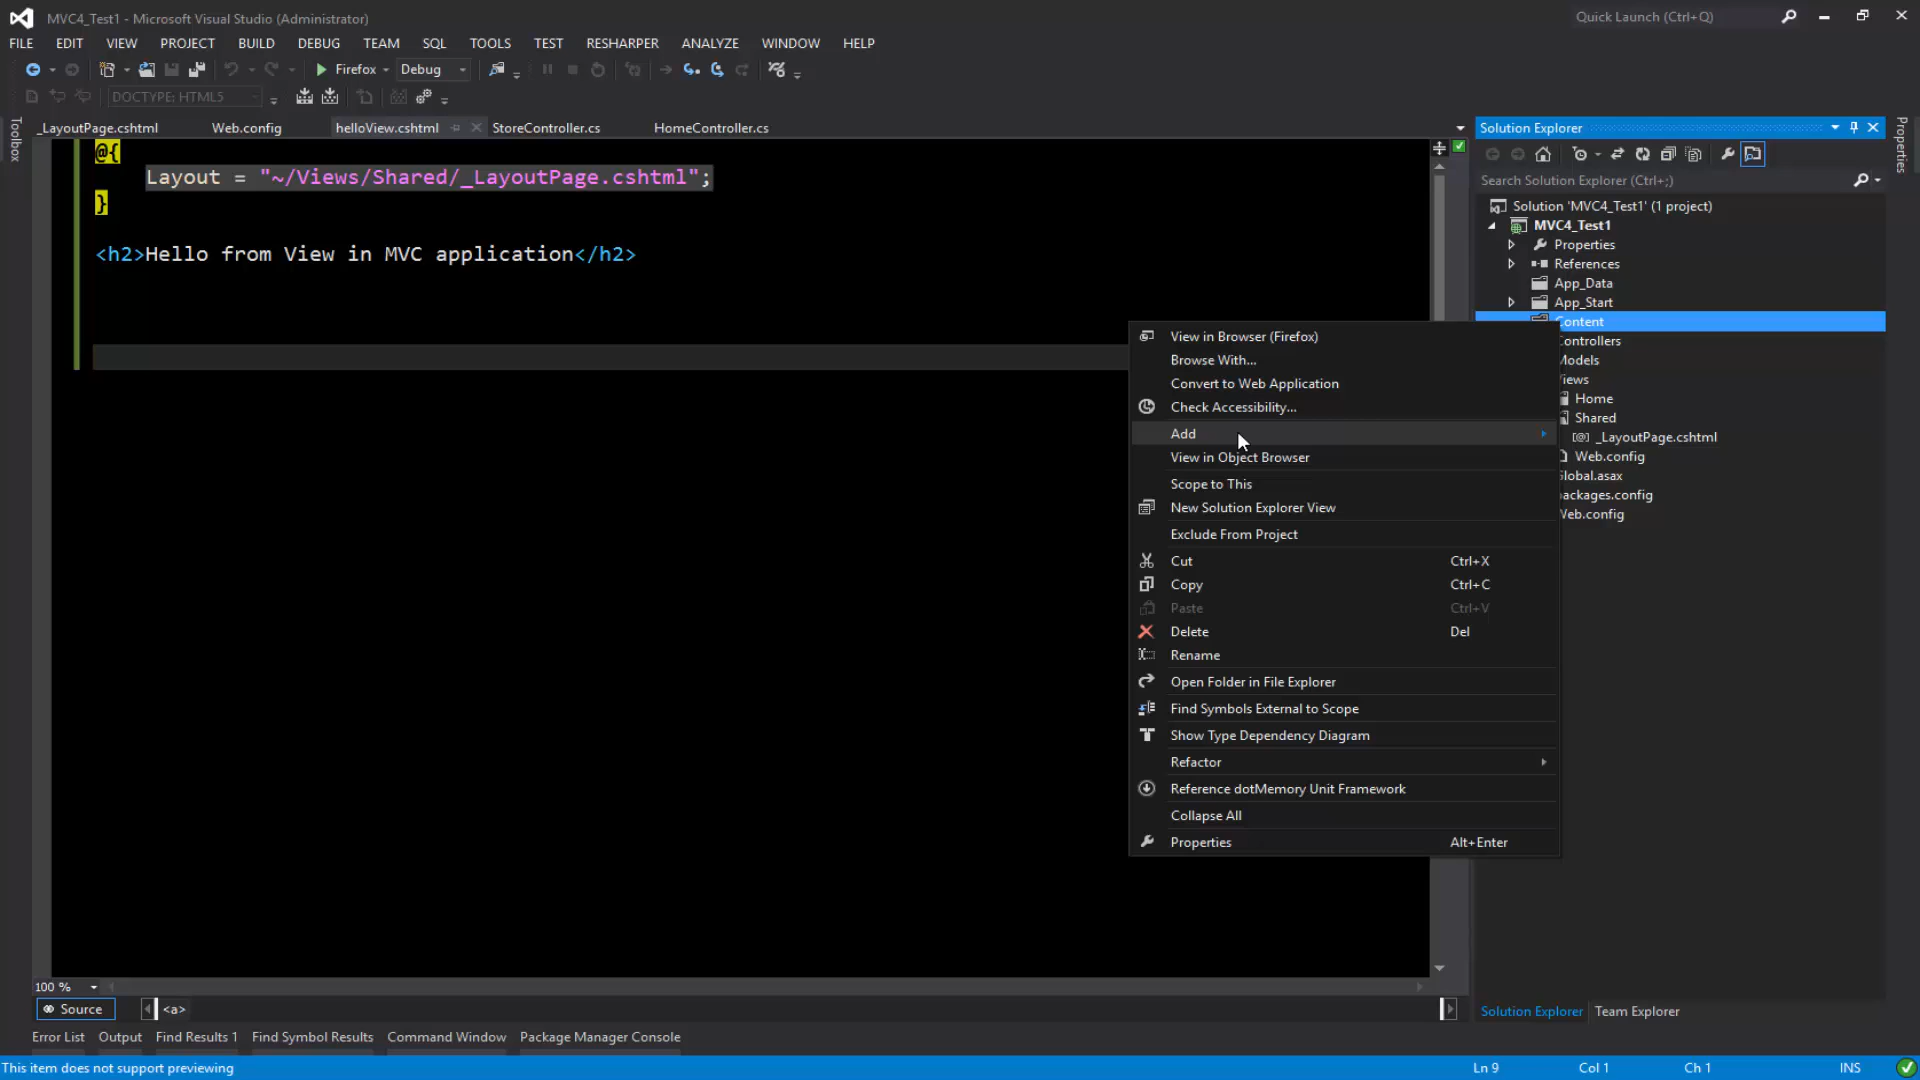 MVC4_Test1 - Microsoft Visual Studio (Administrator)
Quick Launch (Ctrl+Q)
FILE EDIT VIEW PROJECT BUILD DEBUG TEAM SQL TOOLS TEST RESHARPER ANALYZE WINDOW HELP
Firefox Debug
DOCTYPE: HTML5
Toolbox
_LayoutPage.cshtml Web.config helloView.cshtml StoreController.cs HomeController.cs
@{
Layout = "~/Views/Shared/_LayoutPage.cshtml";
}
<h2>Hello from View in MVC application</h2>
View in Browser (Firefox)
Browse With...
Convert to Web Application
Check Accessibility...
Add
View in Object Browser
Scope to This
New Solution Explorer View
Exclude From Project
Cut Ctrl+X
Copy Ctrl+C
Paste Ctrl+V
Delete Del
Rename
Open Folder in File Explorer
Find Symbols External to Scope
Show Type Dependency Diagram
Refactor
Reference dotMemory Unit Framework
Collapse All
Properties Alt+Enter
Solution Explorer
Search Solution Explorer (Ctrl+;)
Solution 'MVC4_Test1' (1 project)
MVC4_Test1
Properties
References
App_Data
App_Start
Content
Controllers
Models
Views
Home
Shared
[@] _LayoutPage.cshtml
Web.config
Global.asax
packages.config
Web.config
Solution Explorer Team Explorer
Properties
100 %
Source <a>
Error List Output Find Results 1 Find Symbol Results Command Window Package Manager Console
This item does not support previewing
Ln 9 Col 1 Ch 1 INS